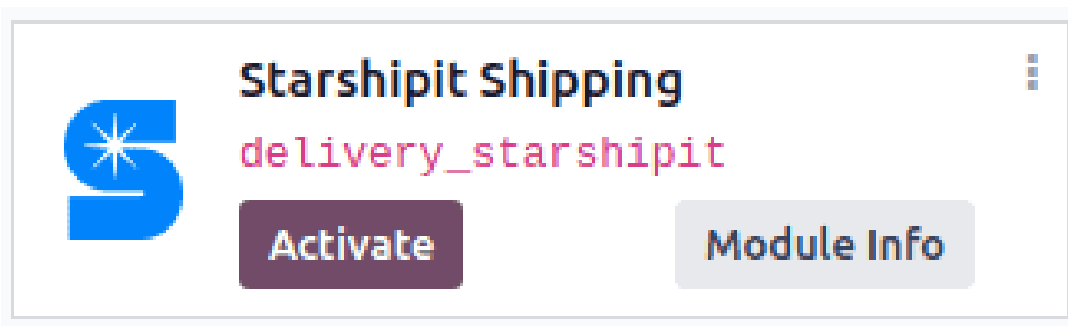 Starshipit Shipping
delivery_starshipit
Activate
Module Info